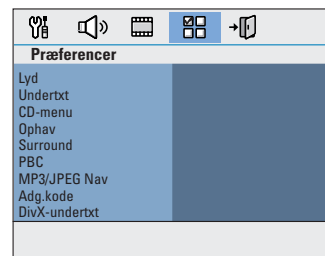 Præferencer
Lyd
Undertxt
CD-menu
Ophav
Surround
PBC
MP3/JPEG Nav
Adg.kode
DivX-undertxt